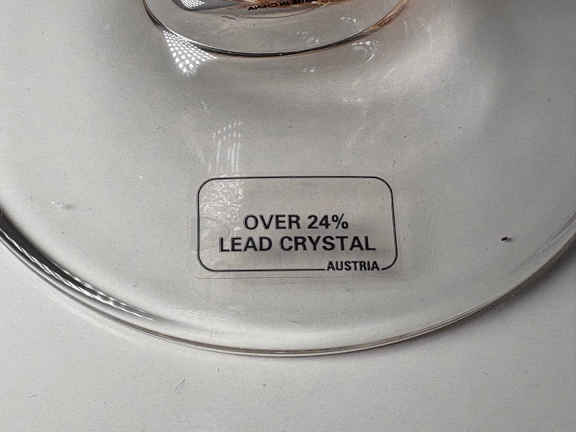 OVER 24%
LEAD CRYSTAL
AUSTRIA